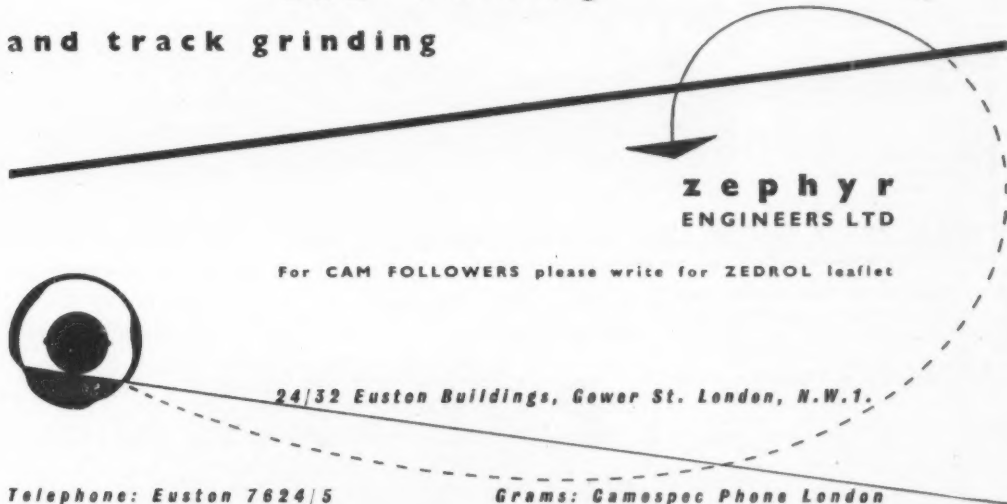 and track grinding
zephyr
ENGINEERS LTD
For CAM FOLLOWERS please write for ZEDROL leaflet
24/32 Euston Buildings, Gower St. London, N.W.1.
Telephone: Euston 7624/5
Grams: Camespec Phone London